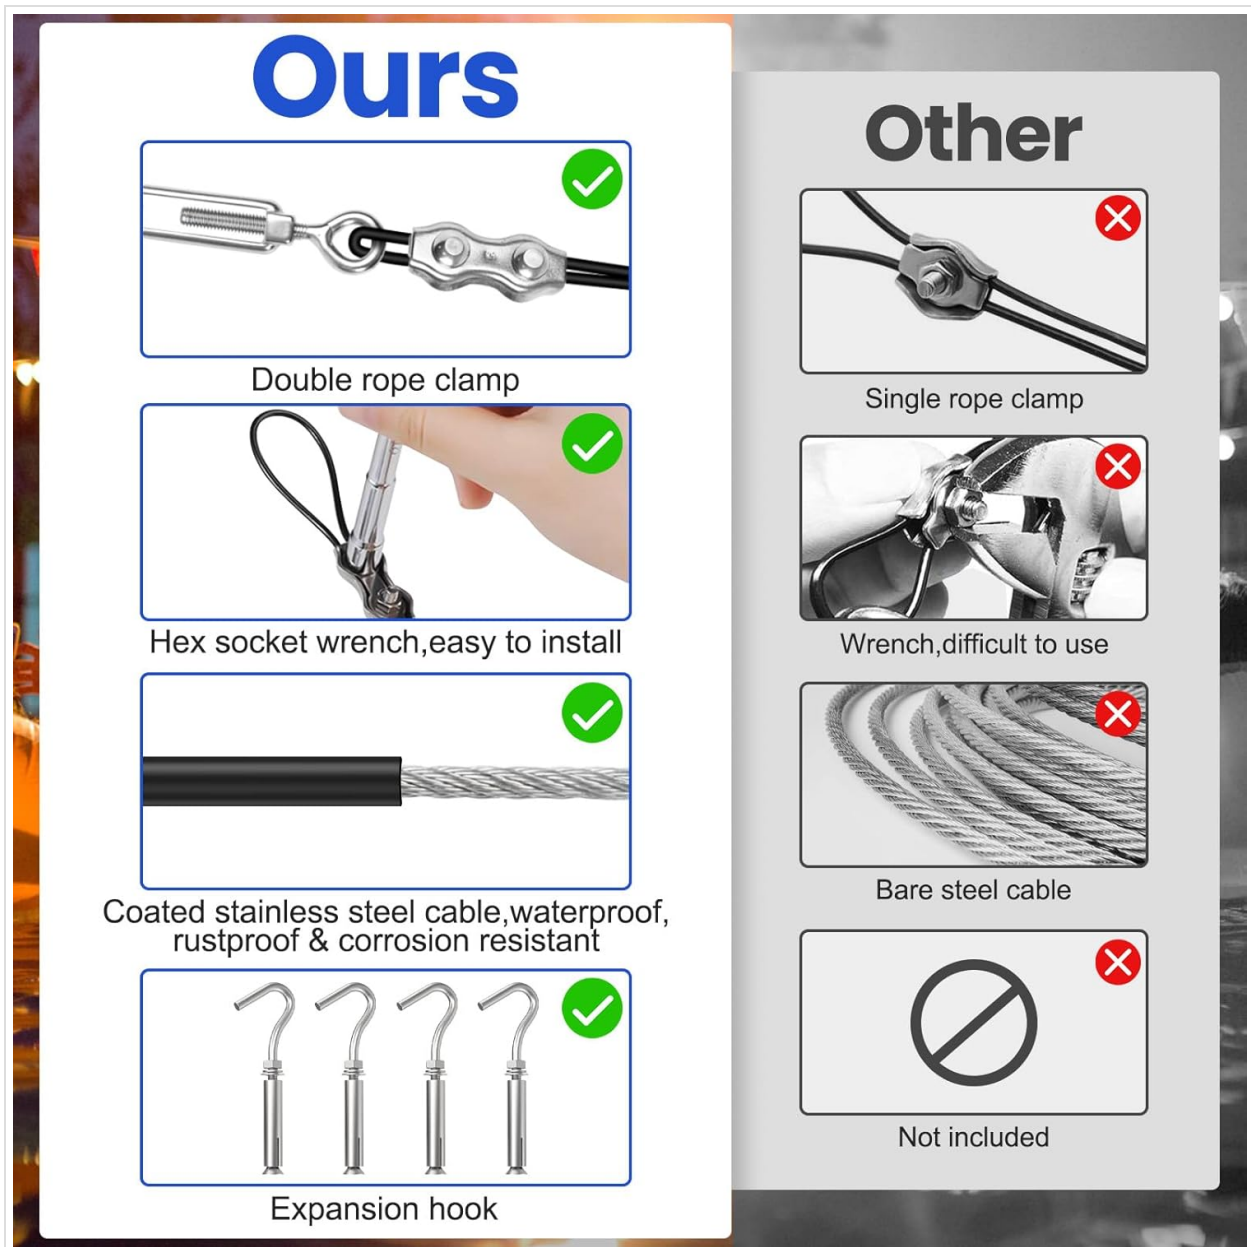 Ours
Double rope clamp
Hex socket wrench,easy to install
Coated stainless steel cable,waterproof,
rustproof & corrosion resistant
Expansion hook
Other
Single rope clamp
Wrench,difficult to use
Bare steel cable
Not included